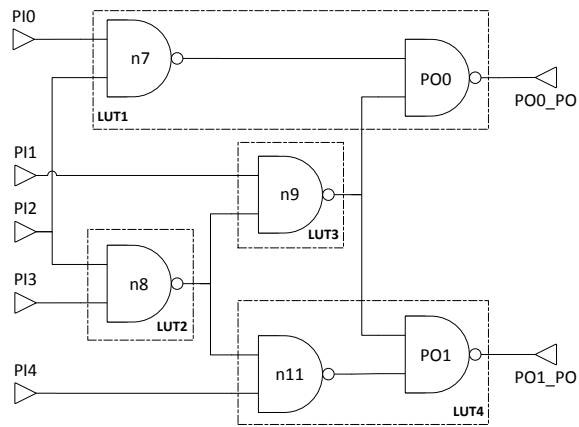 PI0
n7
LUT1
PO0
PO0_PO
PI1
n9
LUT3
PI2
PI3
n8
LUT2
PI4
n11
PO1
LUT4
PO1_PO